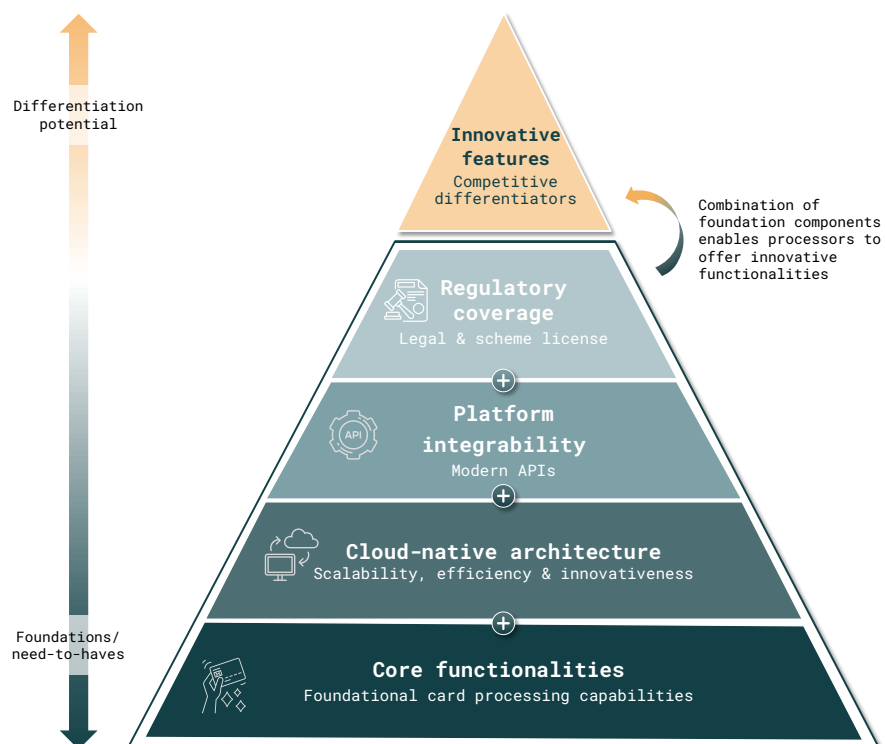 Differentiation
potential
Innovative
features
Competitive
differentiators
Combination of
foundation components
enables processors to
offer innovative
functionalities
Regulatory
coverage
Legal & scheme license
API
Platform
integrability
Modern APIs
Cloud-native architecture
Scalability, efficiency & innovativeness
Foundations/
need-to-haves
Core functionalities
Foundational card processing capabilities